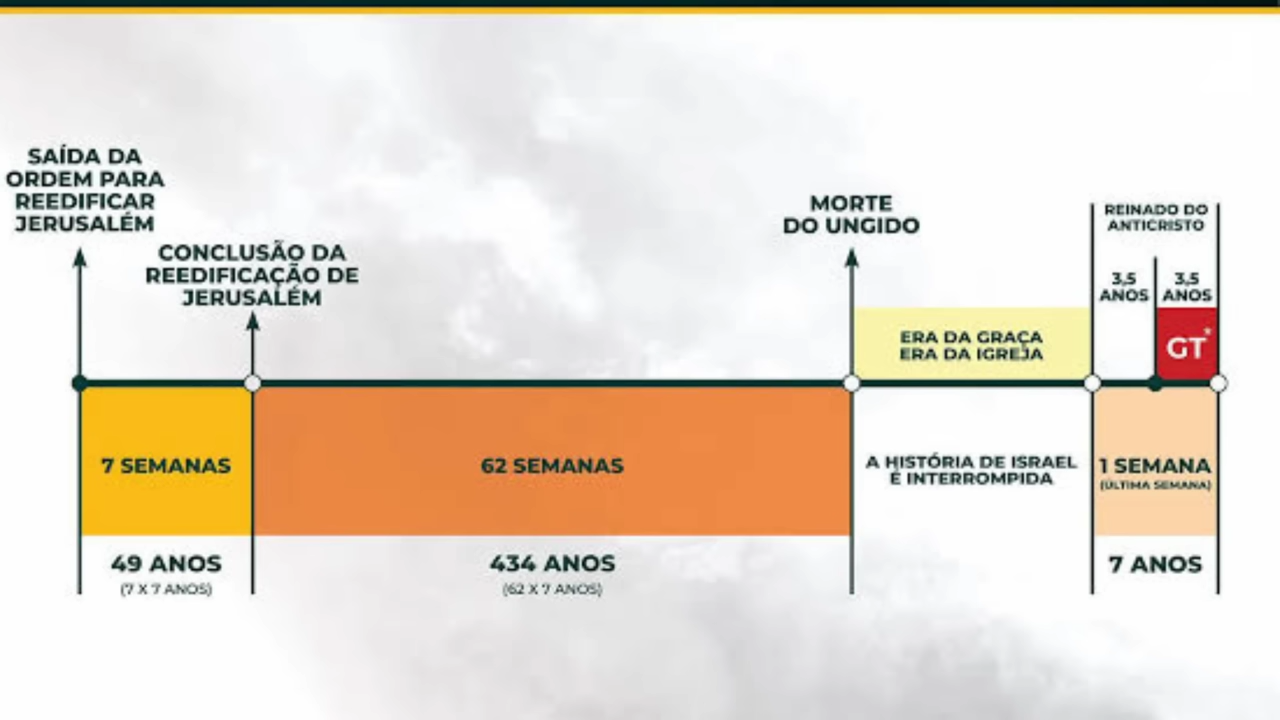 SAÍDA DA
ORDEM PARA
REEDIFICAR
JERUSALÉM
CONCLUSÃO DA
REEDIFICAÇÃO DE
JERUSALÉM
MORTE
DO UNGIDO
REINADO DO
ANTICRISTO
3,5
ANOS
3,5
ANOS
ERA DA GRAÇA
ERA DA IGREJA
GT*
7 SEMANAS
62 SEMANAS
A HISTÓRIA DE ISRAEL
É INTERROMPIDA
1 SEMANA
(ÚLTIMA SEMANA)
49 ANOS
(7 X 7 ANOS)
434 ANOS
(62 X 7 ANOS)
7 ANOS